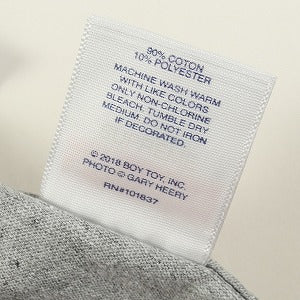 90% COTON
10% POLYESTER
MACHINE WASH WARM
WITH LIKE COLORS
ONLY NON-CHLORINE
BLEACH. TUMBLE DRY
MEDIUM. DO NOT IRON
IF DECORATED.
© 2018 BOY TOY, INC.
PHOTO © GARY HEERY
RN#101837